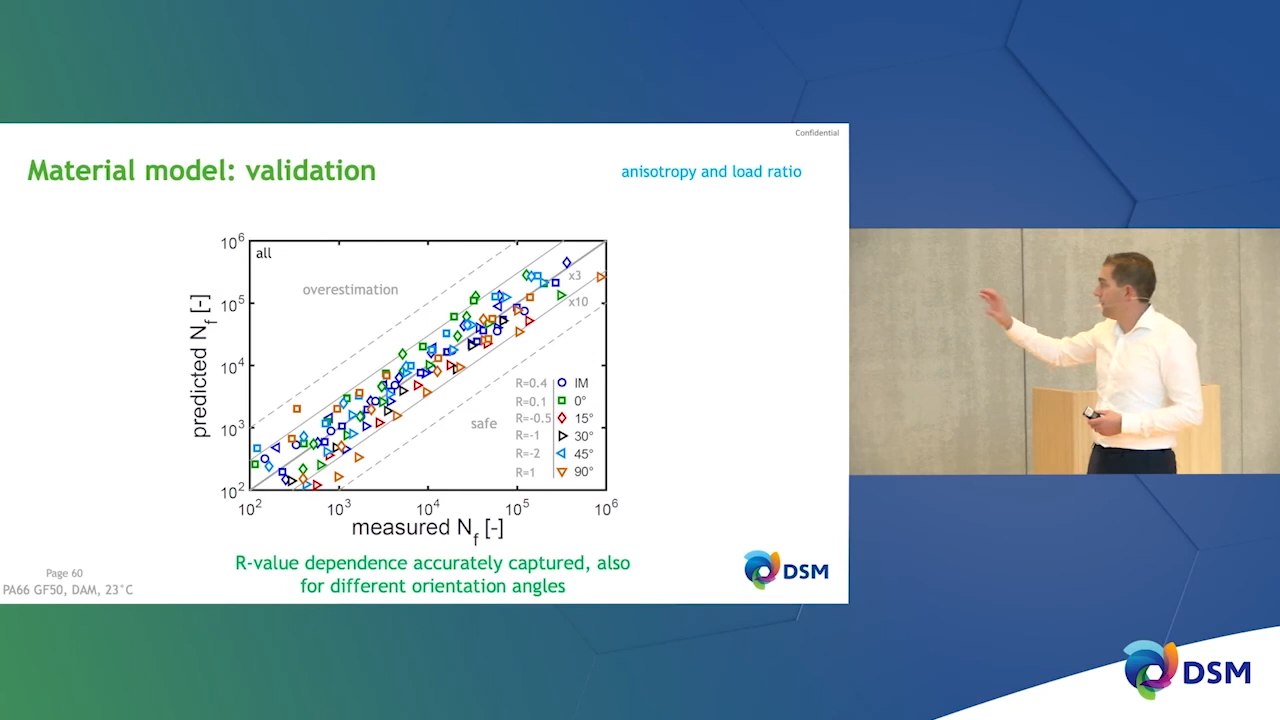 Confidential
Material model: validation
anisotropy and load ratio
all
overestimation
x3
x10
safe
R=0.4 IM
R=0.1 0°
R=-0.5 15°
R=-1 30°
R=-2 45°
R=1 90°
10^6
10^5
10^4
10^3
10^2
predicted N_f [-]
10^2 10^3 10^4 10^5 10^6
measured N_f [-]
R-value dependence accurately captured, also
for different orientation angles
Page 60
PA66 GF50, DAM, 23°C
DSM
DSM